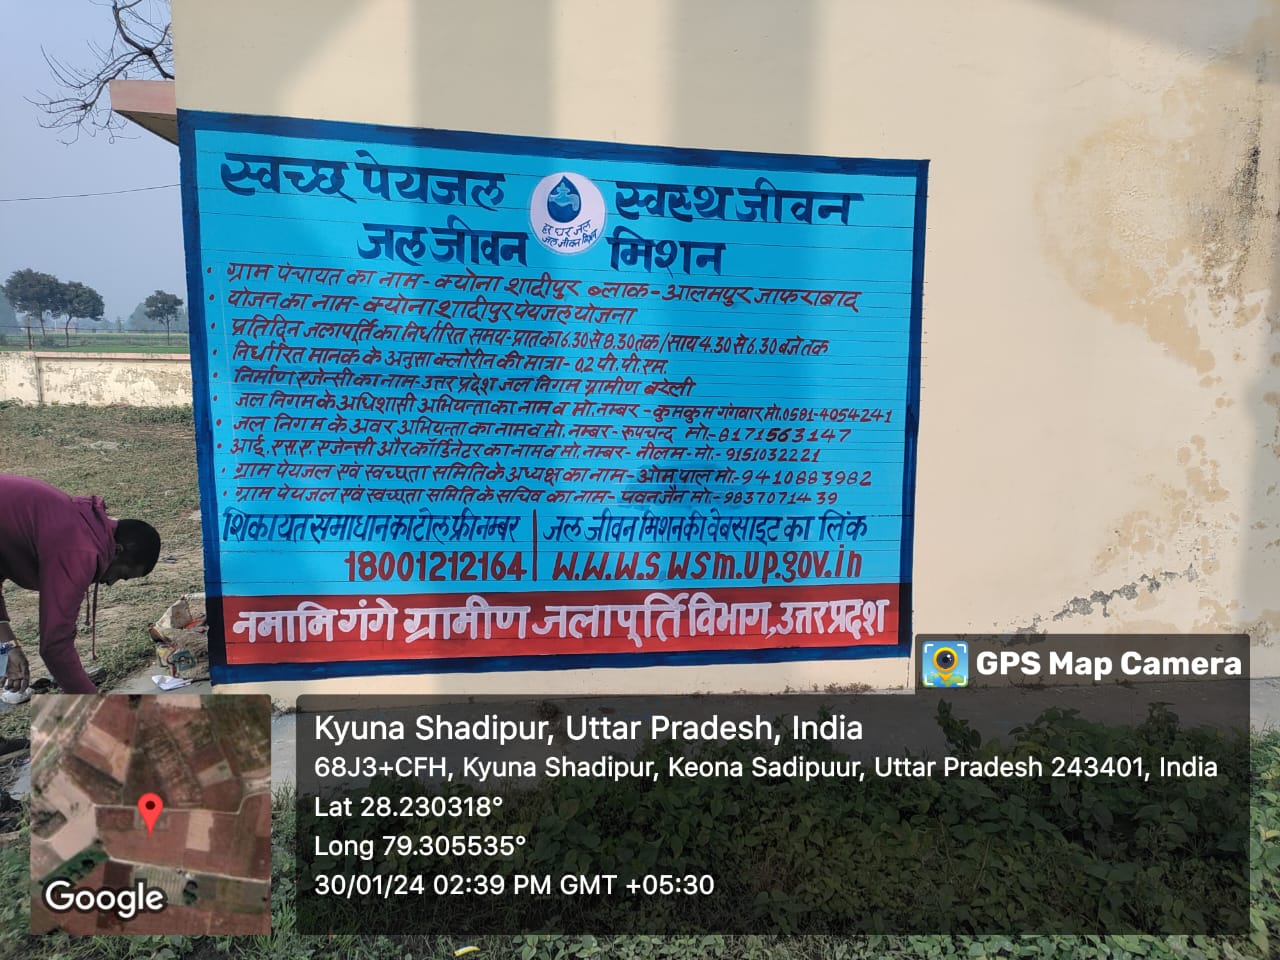 स्वच्छ पेयजल स्वस्थ जीवन
हर घर जल
जल जीवन मिशन
जल जीवन मिशन
• ग्राम पंचायत का नाम - क्योना शादीपुर ब्लाक - आलमपुर जाफराबाद
• योजन का नाम - क्योना शादीपुर पेयजल योजना
• प्रतिदिन जलापूर्ति का निर्धारित समय - प्रात का 6.30 से 8.30 तक / साय 4.30 से 6.30 बजे तक
• निर्धारित मानक के अनुसा क्लोरीन की मात्रा - 02 पी.पी.एम.
• निर्माण एजेन्सी का नाम - उत्तर प्रदेश जल निगम ग्रामीण बरेली
• जल निगम के अधिशासी अभियन्ता का नाम व मो. नम्बर - कुमकुम गंगवार मो. 0581-4054241
• जल निगम के अवर अभियन्ता का नाम व मो. नम्बर - रूपचन्द मो:- 8171563147
• आई. एस. ए. एजेन्सी और कॉर्डिनेटर का नाम व मो. नम्बर - नीलम - मो:- 9151032221
• ग्राम पेयजल एवं स्वच्छता समिति के अध्यक्ष का नाम - ओमपाल मो:- 9410883982
• ग्राम पेयजल एवं स्वच्छता समिति के सचिव का नाम - पवन जैन मो:- 9837071439
शिकायत समाधान का टोल फ्री नम्बर | जल जीवन मिशन की वेबसाइट का लिंक
18001212164 | W.W.W.S WSm.up.gov.in
नमामि गंगे ग्रामीण जलापूर्ति विभाग, उत्तर प्रदेश
GPS Map Camera
Kyuna Shadipur, Uttar Pradesh, India
68J3+CFH, Kyuna Shadipur, Keona Sadipuur, Uttar Pradesh 243401, India
Lat 28.230318°
Long 79.305535°
30/01/24 02:39 PM GMT +05:30
Google